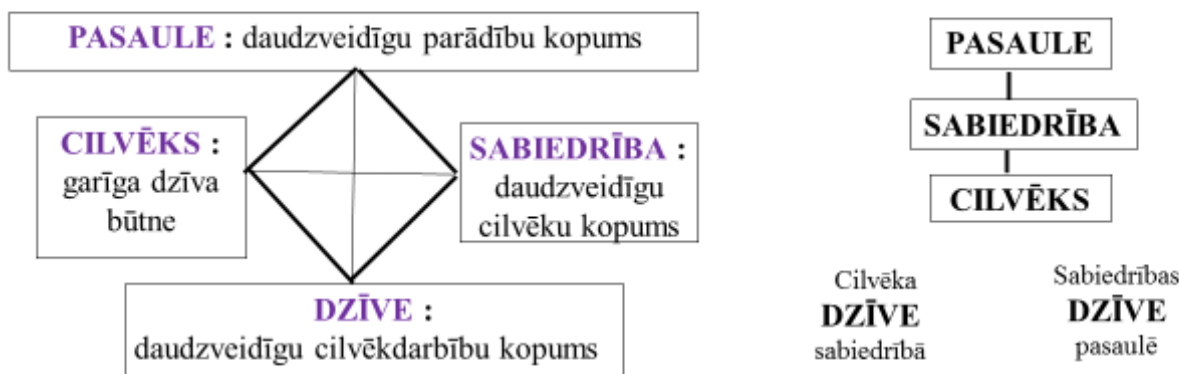 PASAULE : daudzveidīgu parādību kopums
CILVĒKS :
garīga dzīva
būtne
SABIEDRĪBA :
daudzveidīgu
cilvēku kopums
DZĪVE :
daudzveidīgu cilvēkdarbību kopums
PASAULE
SABIEDRĪBA
CILVĒKS
Cilvēka
DZĪVE
sabiedrībā
Sabiedrības
DZĪVE
pasaulē